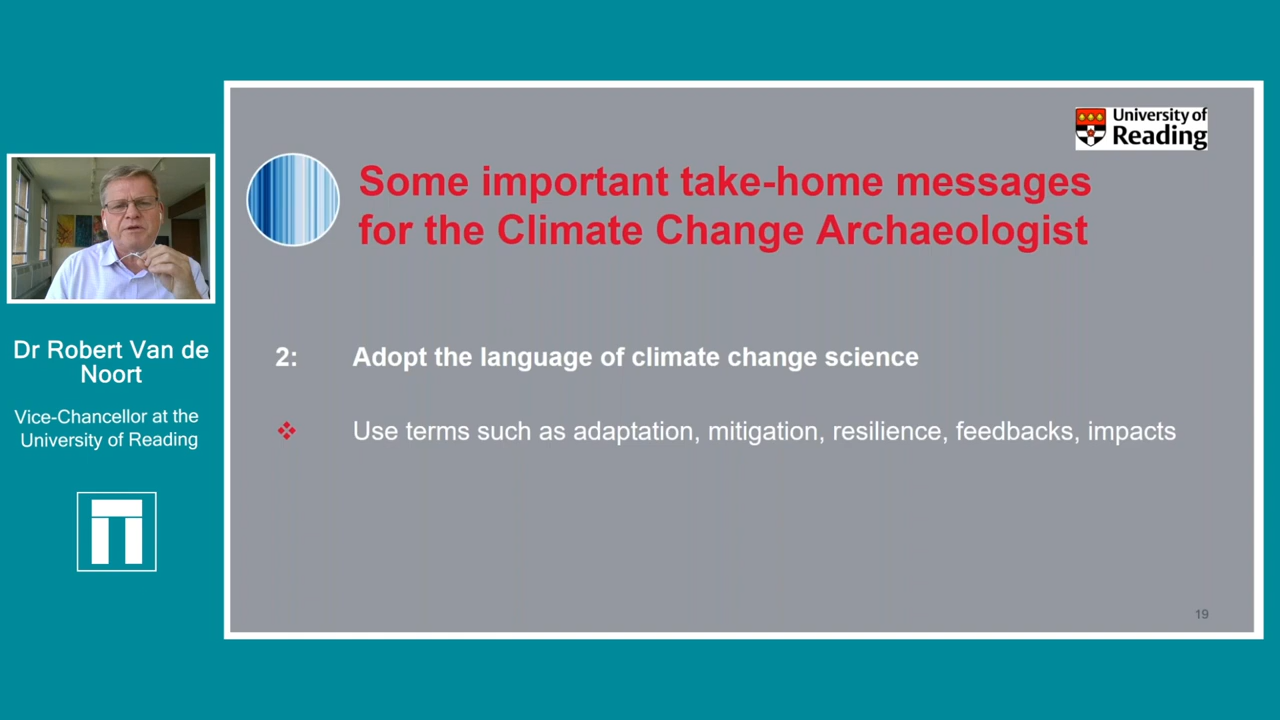 University of
Reading
Some important take-home messages
for the Climate Change Archaeologist
Dr Robert Van de
Noort
Vice-Chancellor at the
University of Reading
2: Adopt the language of climate change science
❖ Use terms such as adaptation, mitigation, resilience, feedbacks, impacts
19